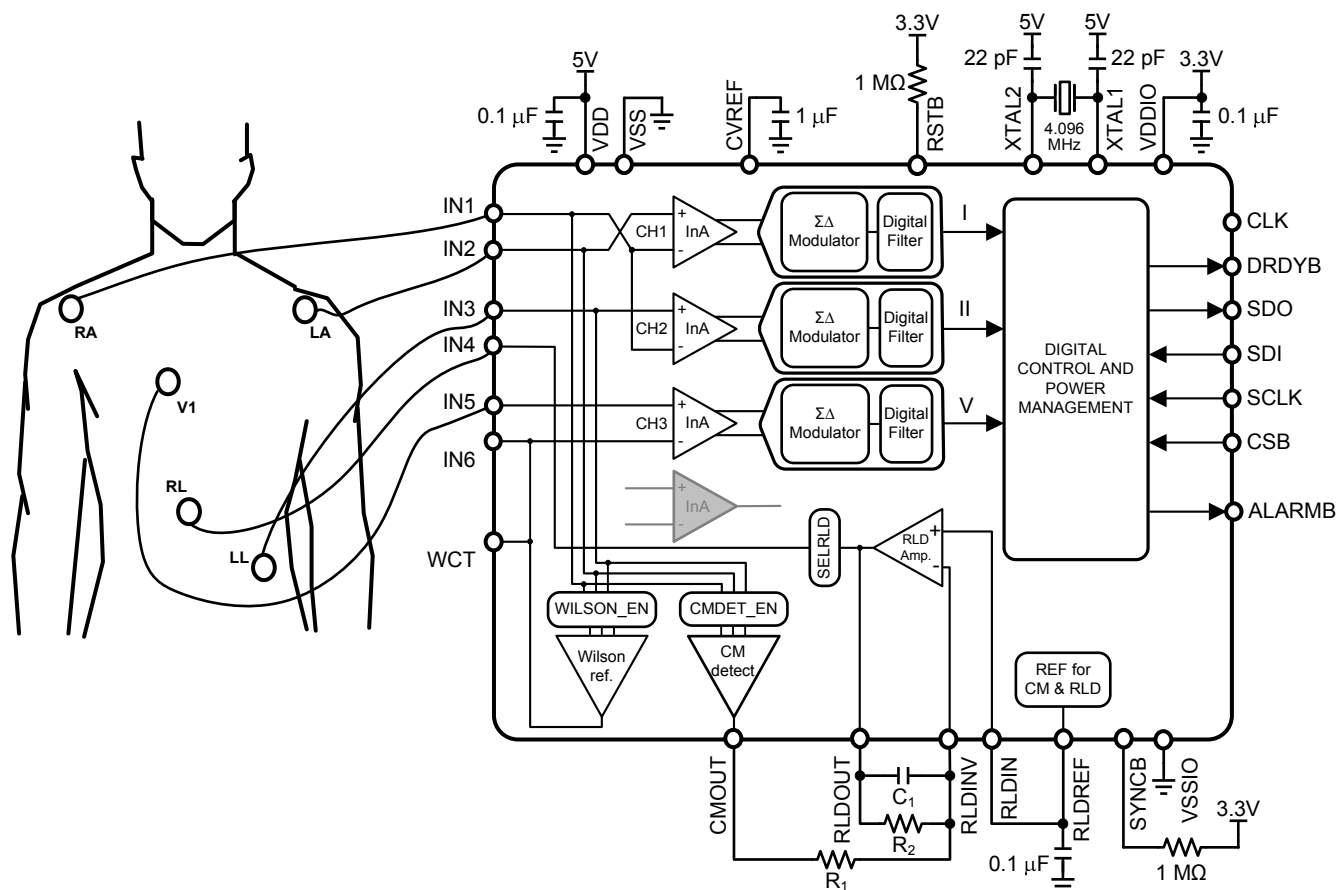 3.3V
5V
5V
22 pF
22 pF
3.3V
5V
1 MΩ
0.1 µF
1 µF
4.096
MHz
0.1 µF
VDD
VSS
CVREF
RSTB
XTAL2
XTAL1
VDDIO
IN1
IN2
IN3
IN4
IN5
IN6
WCT
RA
LA
V1
RL
LL
CH1
+
-
InA
ΣΔ
Modulator
Digital
Filter
I
CH2
+
-
InA
ΣΔ
Modulator
Digital
Filter
II
CH3
+
-
InA
ΣΔ
Modulator
Digital
Filter
V
+
-
InA
DIGITAL
CONTROL AND
POWER
MANAGEMENT
CLK
DRDYB
SDO
SDI
SCLK
CSB
ALARMB
SELRLD
RLD
Amp.
+
-
WILSON_EN
CMDET_EN
Wilson
ref.
CM
detect
REF for
CM & RLD
CMOUT
RLDOUT
RLDINV
RLDIN
RLDREF
SYNCB
VSSIO
C1
R2
R1
0.1 µF
3.3V
1 MΩ